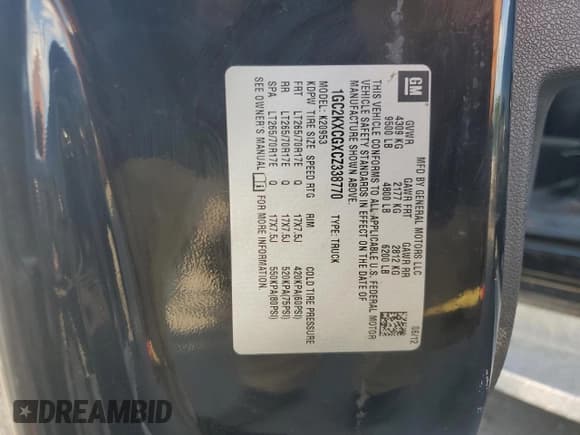 GM
MFD BY GENERAL MOTORS LLC
08/12
GVWR GAWR FRT GAWR RR
4309 KG 2177 KG 2812 KG
9500 LB 4800 LB 6200 LB
THIS VEHICLE CONFORMS TO ALL APPLICABLE U.S. FEDERAL MOTOR
VEHICLE SAFETY STANDARDS IN EFFECT ON THE DATE OF
MANUFACTURE SHOWN ABOVE.
1GC2KXCGXCZ338770 TYPE: TRUCK
MODEL: K20953
KDPW TIRE SIZE SPEED RTG RIM COLD TIRE PRESSURE
FRT LT265/70R17E Q 17X7.5J 420KPA(60PSI)
RR LT265/70R17E Q 17X7.5J 520KPA(75PSI)
SPA LT265/70R17E Q 17X7.5J 550KPA(80PSI)
SEE OWNER'S MANUAL FOR MORE INFORMATION.
DREAMBID